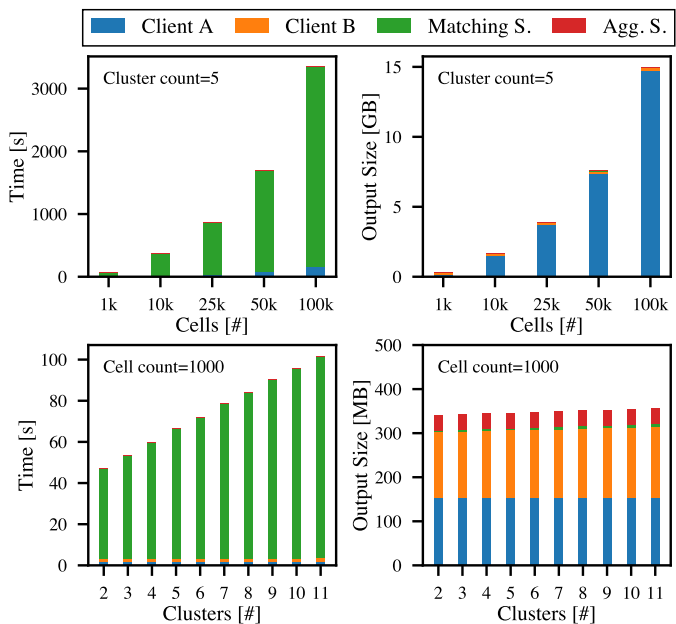 Client A Client B Matching S. Agg. S.
Cluster count=5
Time [s]
3000
2000
1000
0
1k 10k 25k 50k 100k
Cells [#]
Cluster count=5
Output Size [GB]
15
10
5
0
1k 10k 25k 50k 100k
Cells [#]
Cell count=1000
Time [s]
100
80
60
40
20
0
2 3 4 5 6 7 8 9 10 11
Clusters [#]
Cell count=1000
Output Size [MB]
500
400
300
200
100
0
2 3 4 5 6 7 8 9 10 11
Clusters [#]